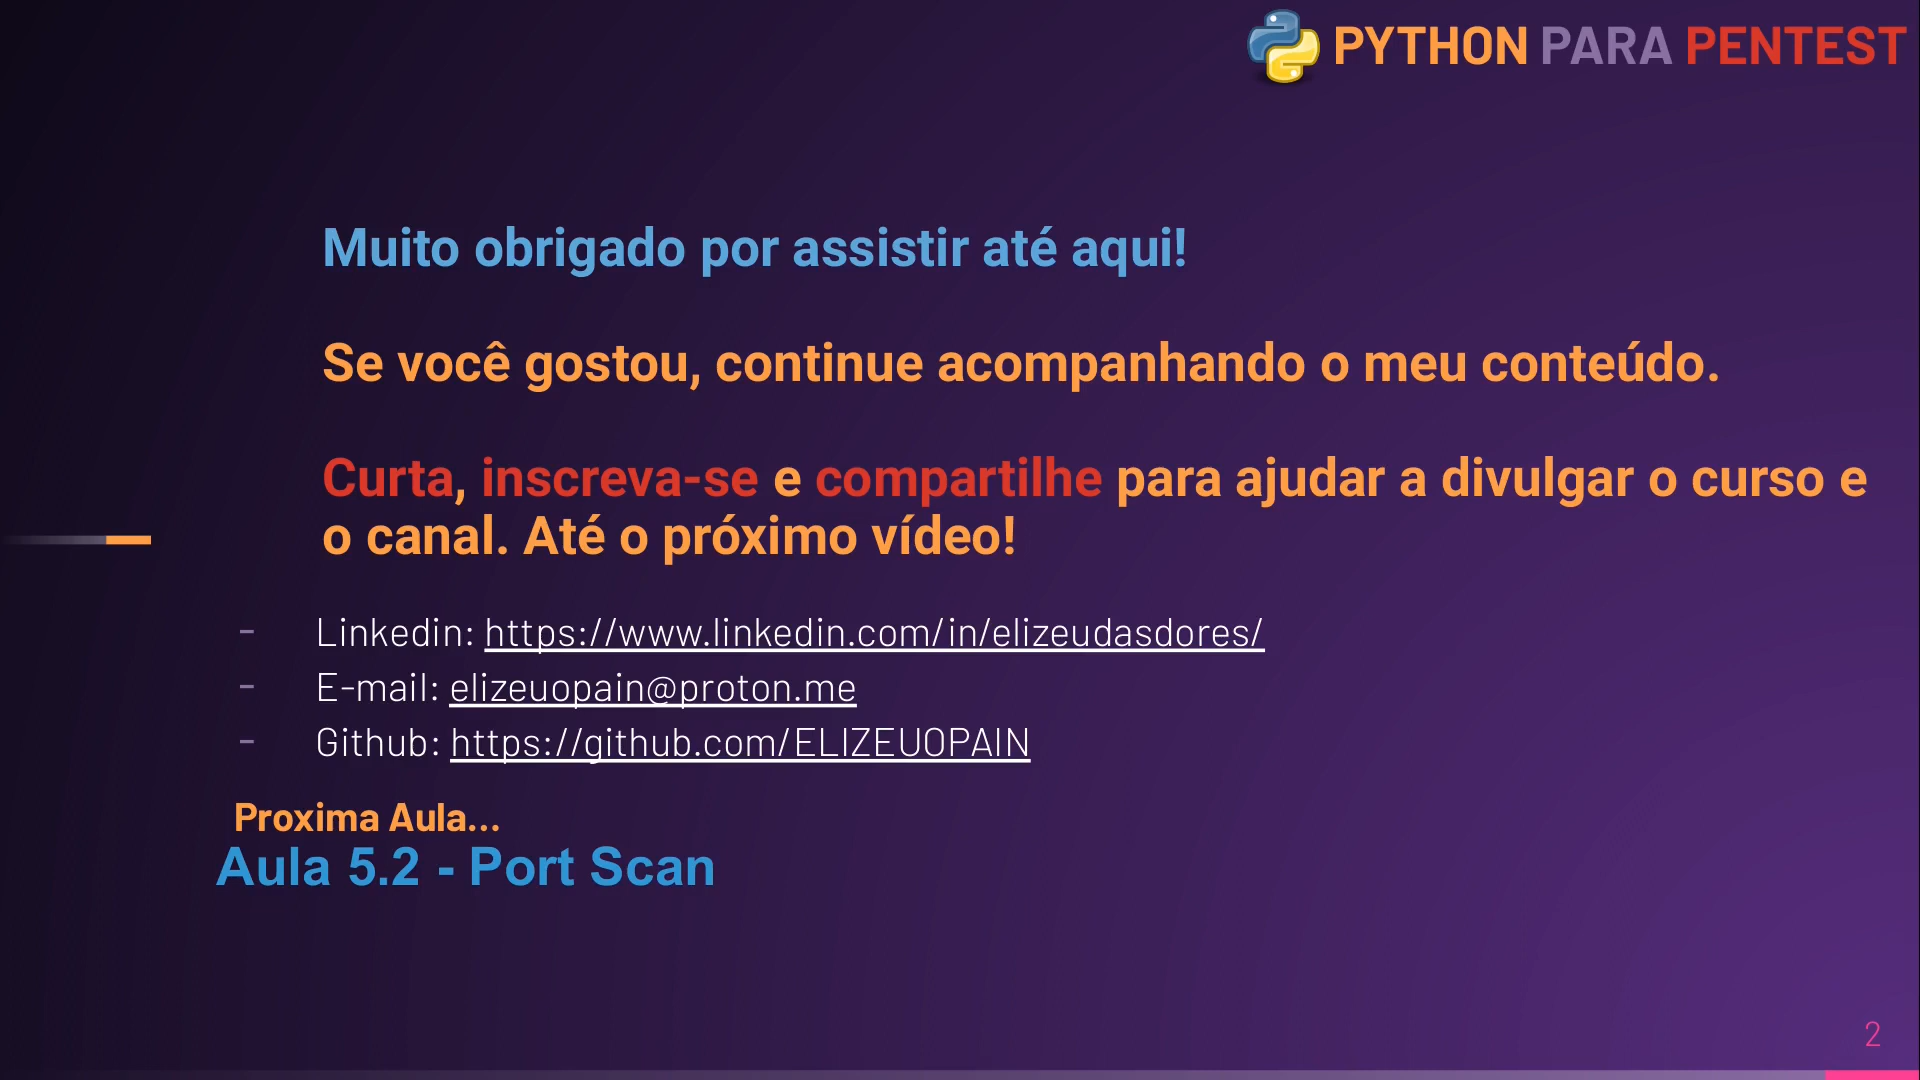 PYTHON PARA PENTEST
Muito obrigado por assistir até aqui!
Se você gostou, continue acompanhando o meu conteúdo.
Curta, inscreva-se e compartilhe para ajudar a divulgar o curso e
o canal. Até o próximo vídeo!
- Linkedin: https://www.linkedin.com/in/elizeudasdores/
- E-mail: elizeuopain@proton.me
- Github: https://github.com/ELIZEUOPAIN
Proxima Aula...
Aula 5.2 - Port Scan
2